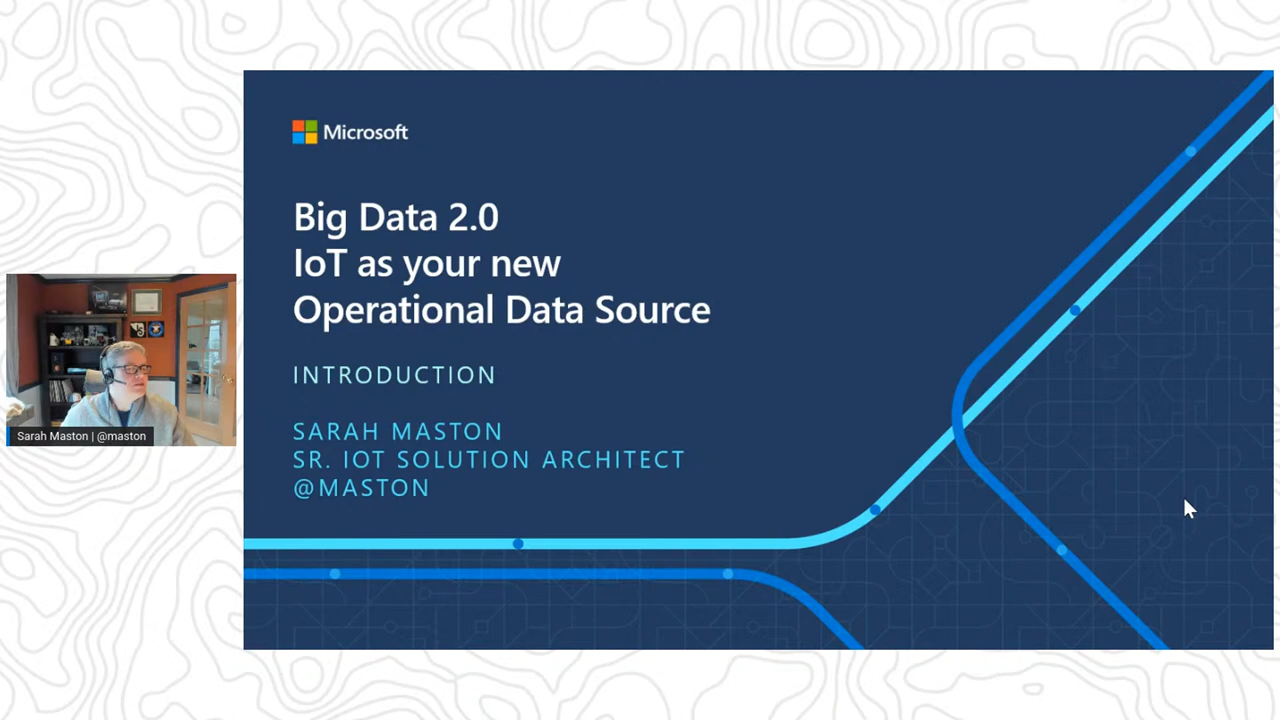 Microsoft
Big Data 2.0
IoT as your new
Operational Data Source
INTRODUCTION
SARAH MASTON
SR. IOT SOLUTION ARCHITECT
@MASTON
Sarah Maston | @maston